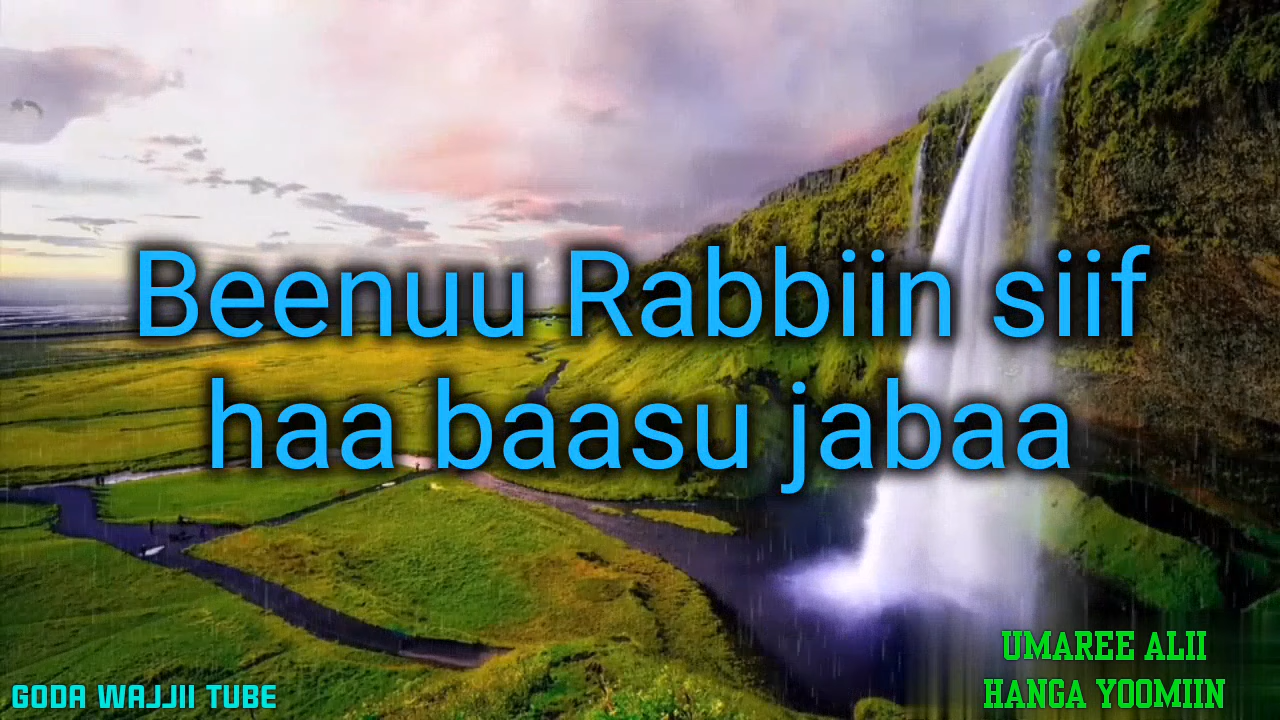 Beenuu Rabbiin siif
haa baasu jabaa
UMAREE ALII
HANGA YOOMIIN
GODA WAJJII TUBE